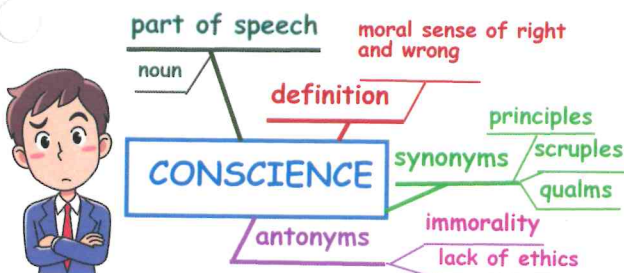 part of speech
noun
moral sense of right
and wrong
definition
CONSCIENCE
principles
synonyms
scruples
qualms
antonyms
immorality
lack of ethics